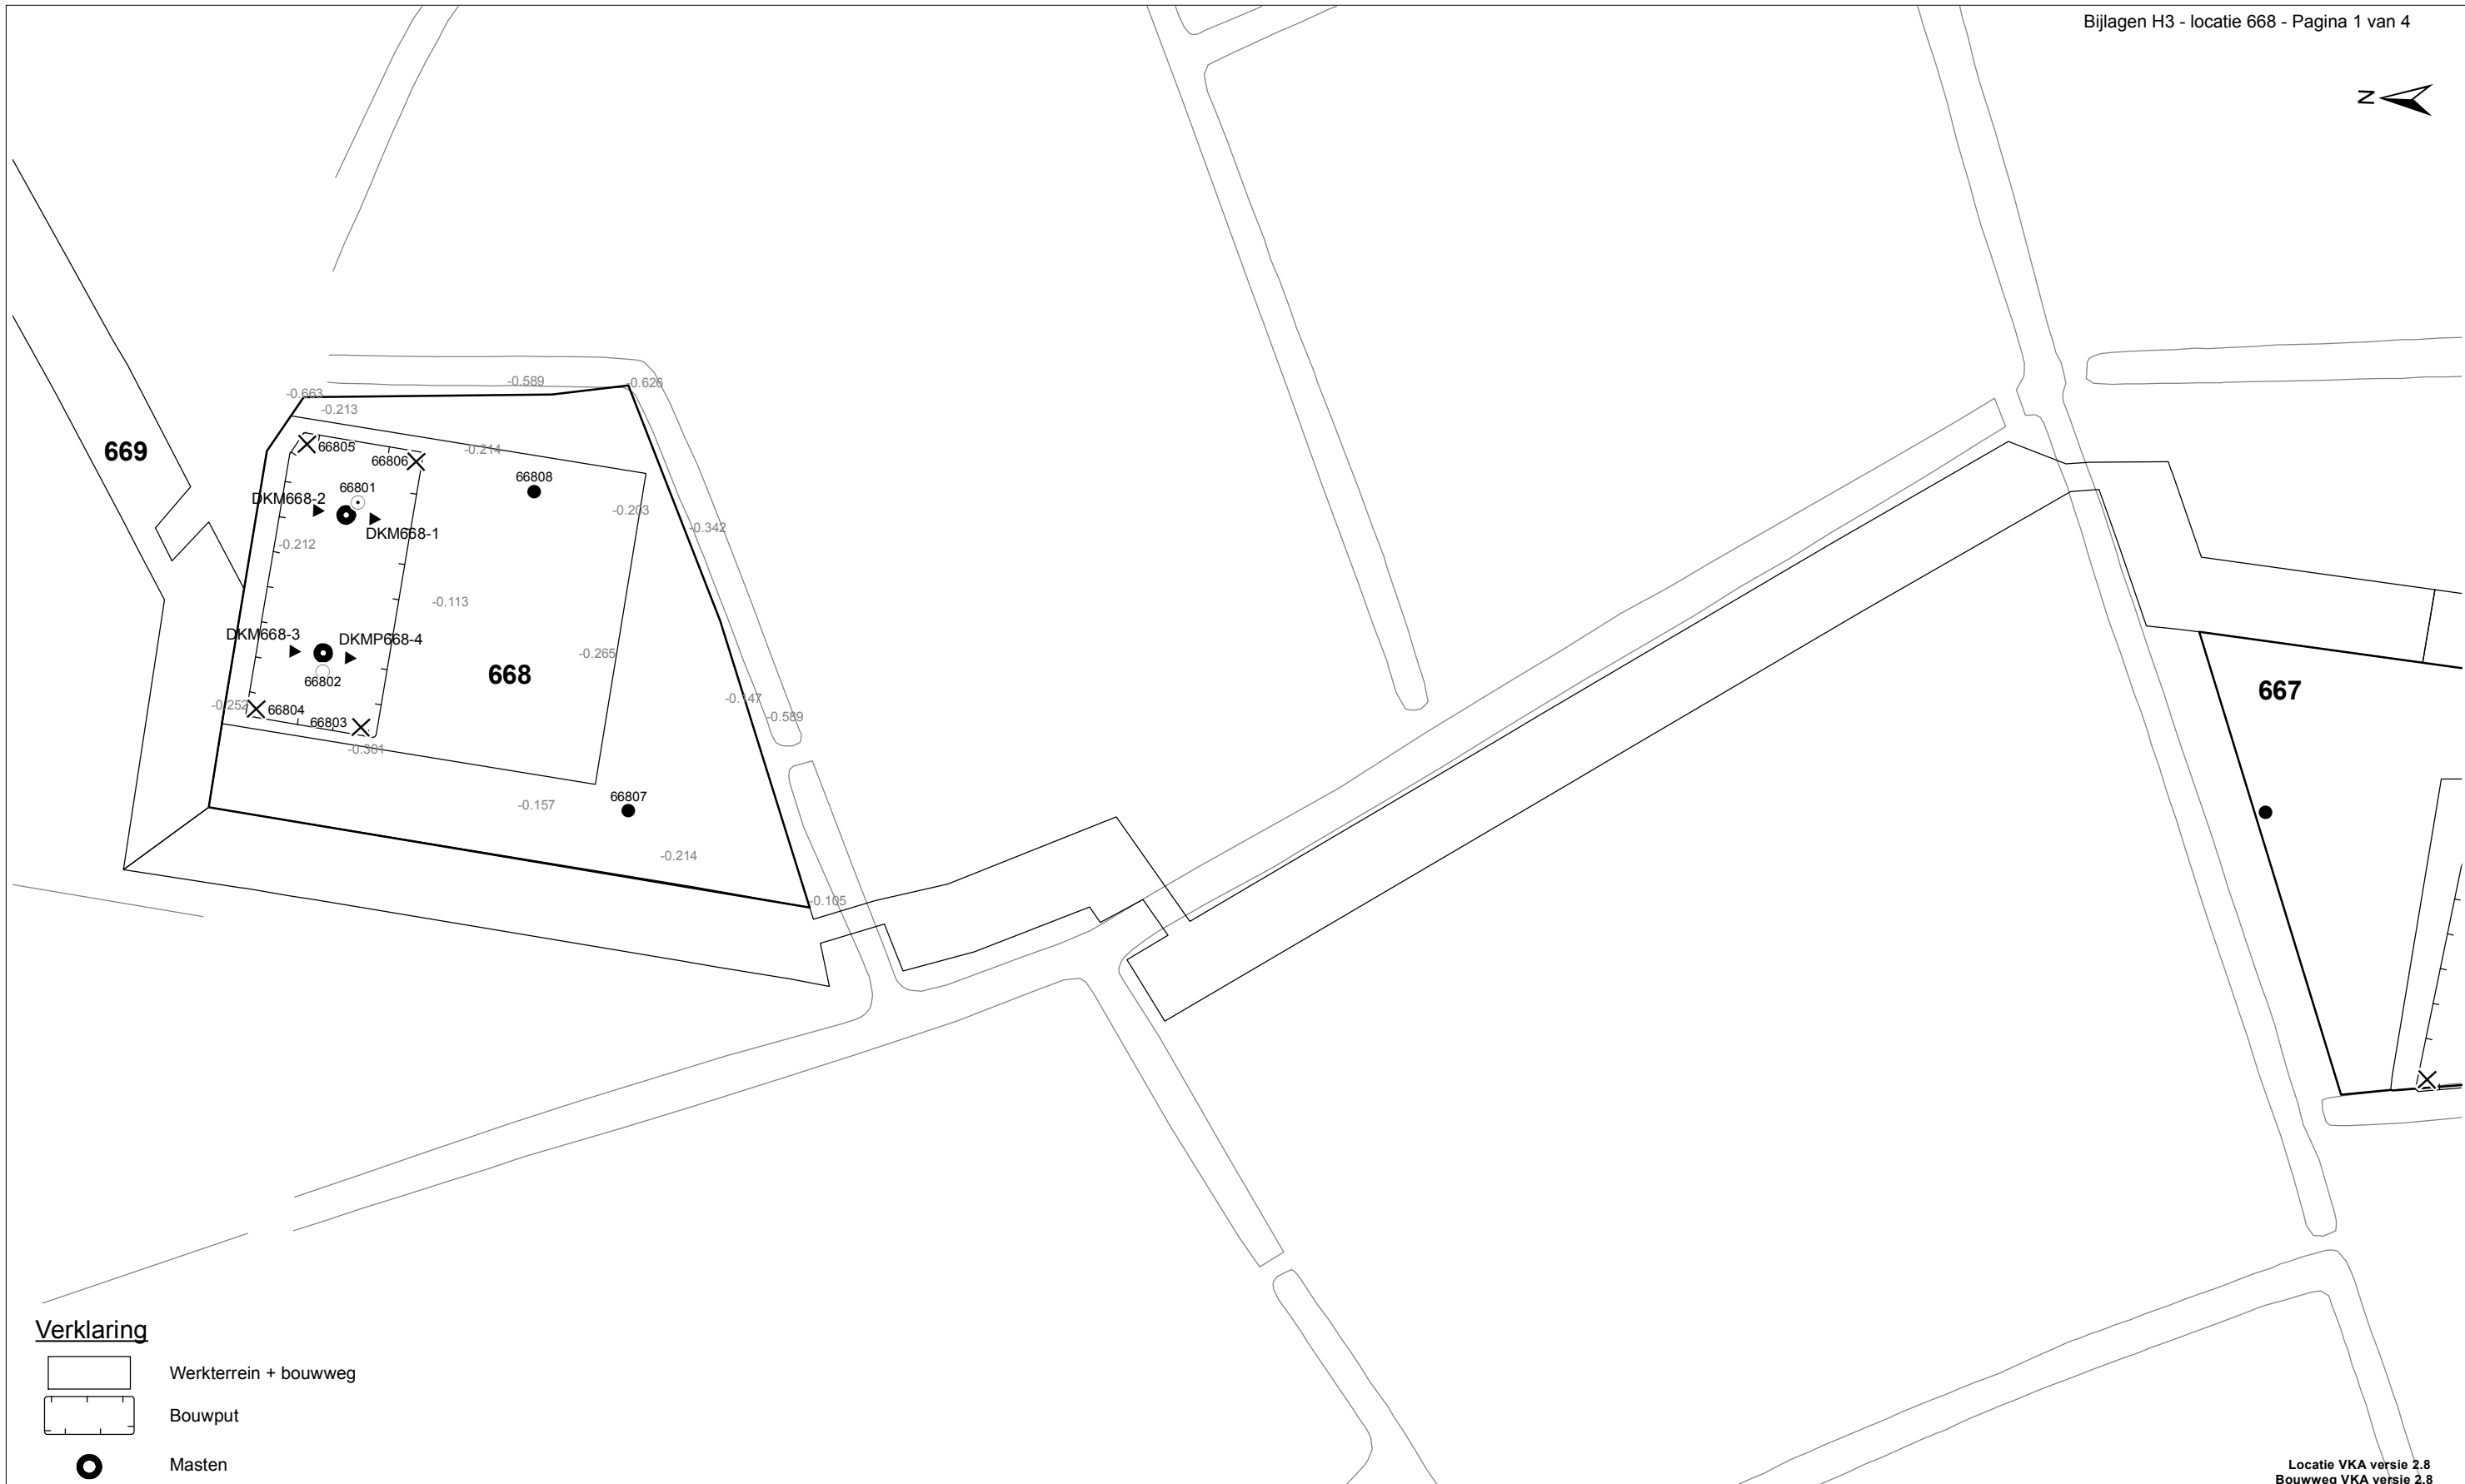 Bijlagen H3 - locatie 668 - Pagina 1 van 4
N
-0.589
-0.626
-0.663
-0.213
669
66805
-0.214
66806
66808
66801
DKM668-2
-0.203
DKM668-1
-0.342
-0.212
-0.113
DKM668-3
DKMP668-4
-0.265
668
66802
667
-0.147
-0.252
66804
-0.589
66803
-0.301
66807
-0.157
-0.214
-0.105
Verklaring
Werkterrein + bouwweg
Bouwput
Masten
Locatie VKA versie 2.8
Bouwweg VKA versie 2.8